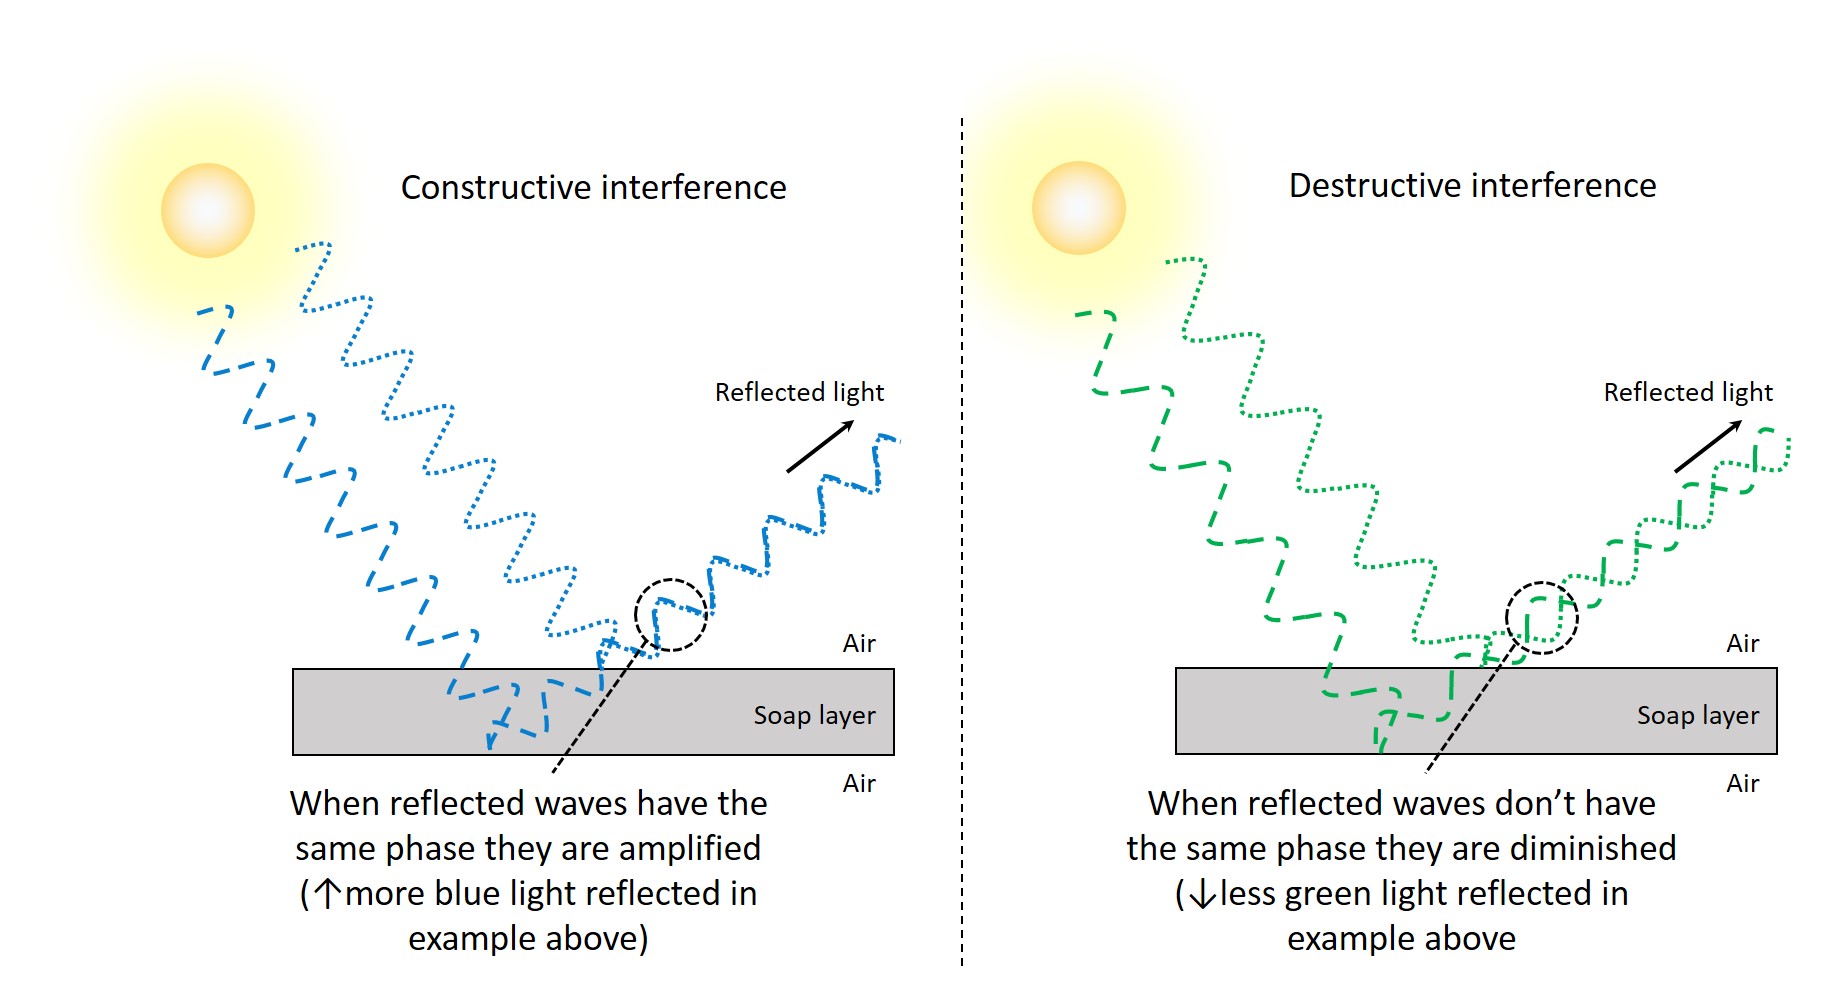 Constructive interference
Reflected light
Air
Soap layer
Air
When reflected waves have the
same phase they are amplified
(↑more blue light reflected in
example above)
Destructive interference
Reflected light
Air
Soap layer
Air
When reflected waves don’t have
the same phase they are diminished
(↓less green light reflected in
example above